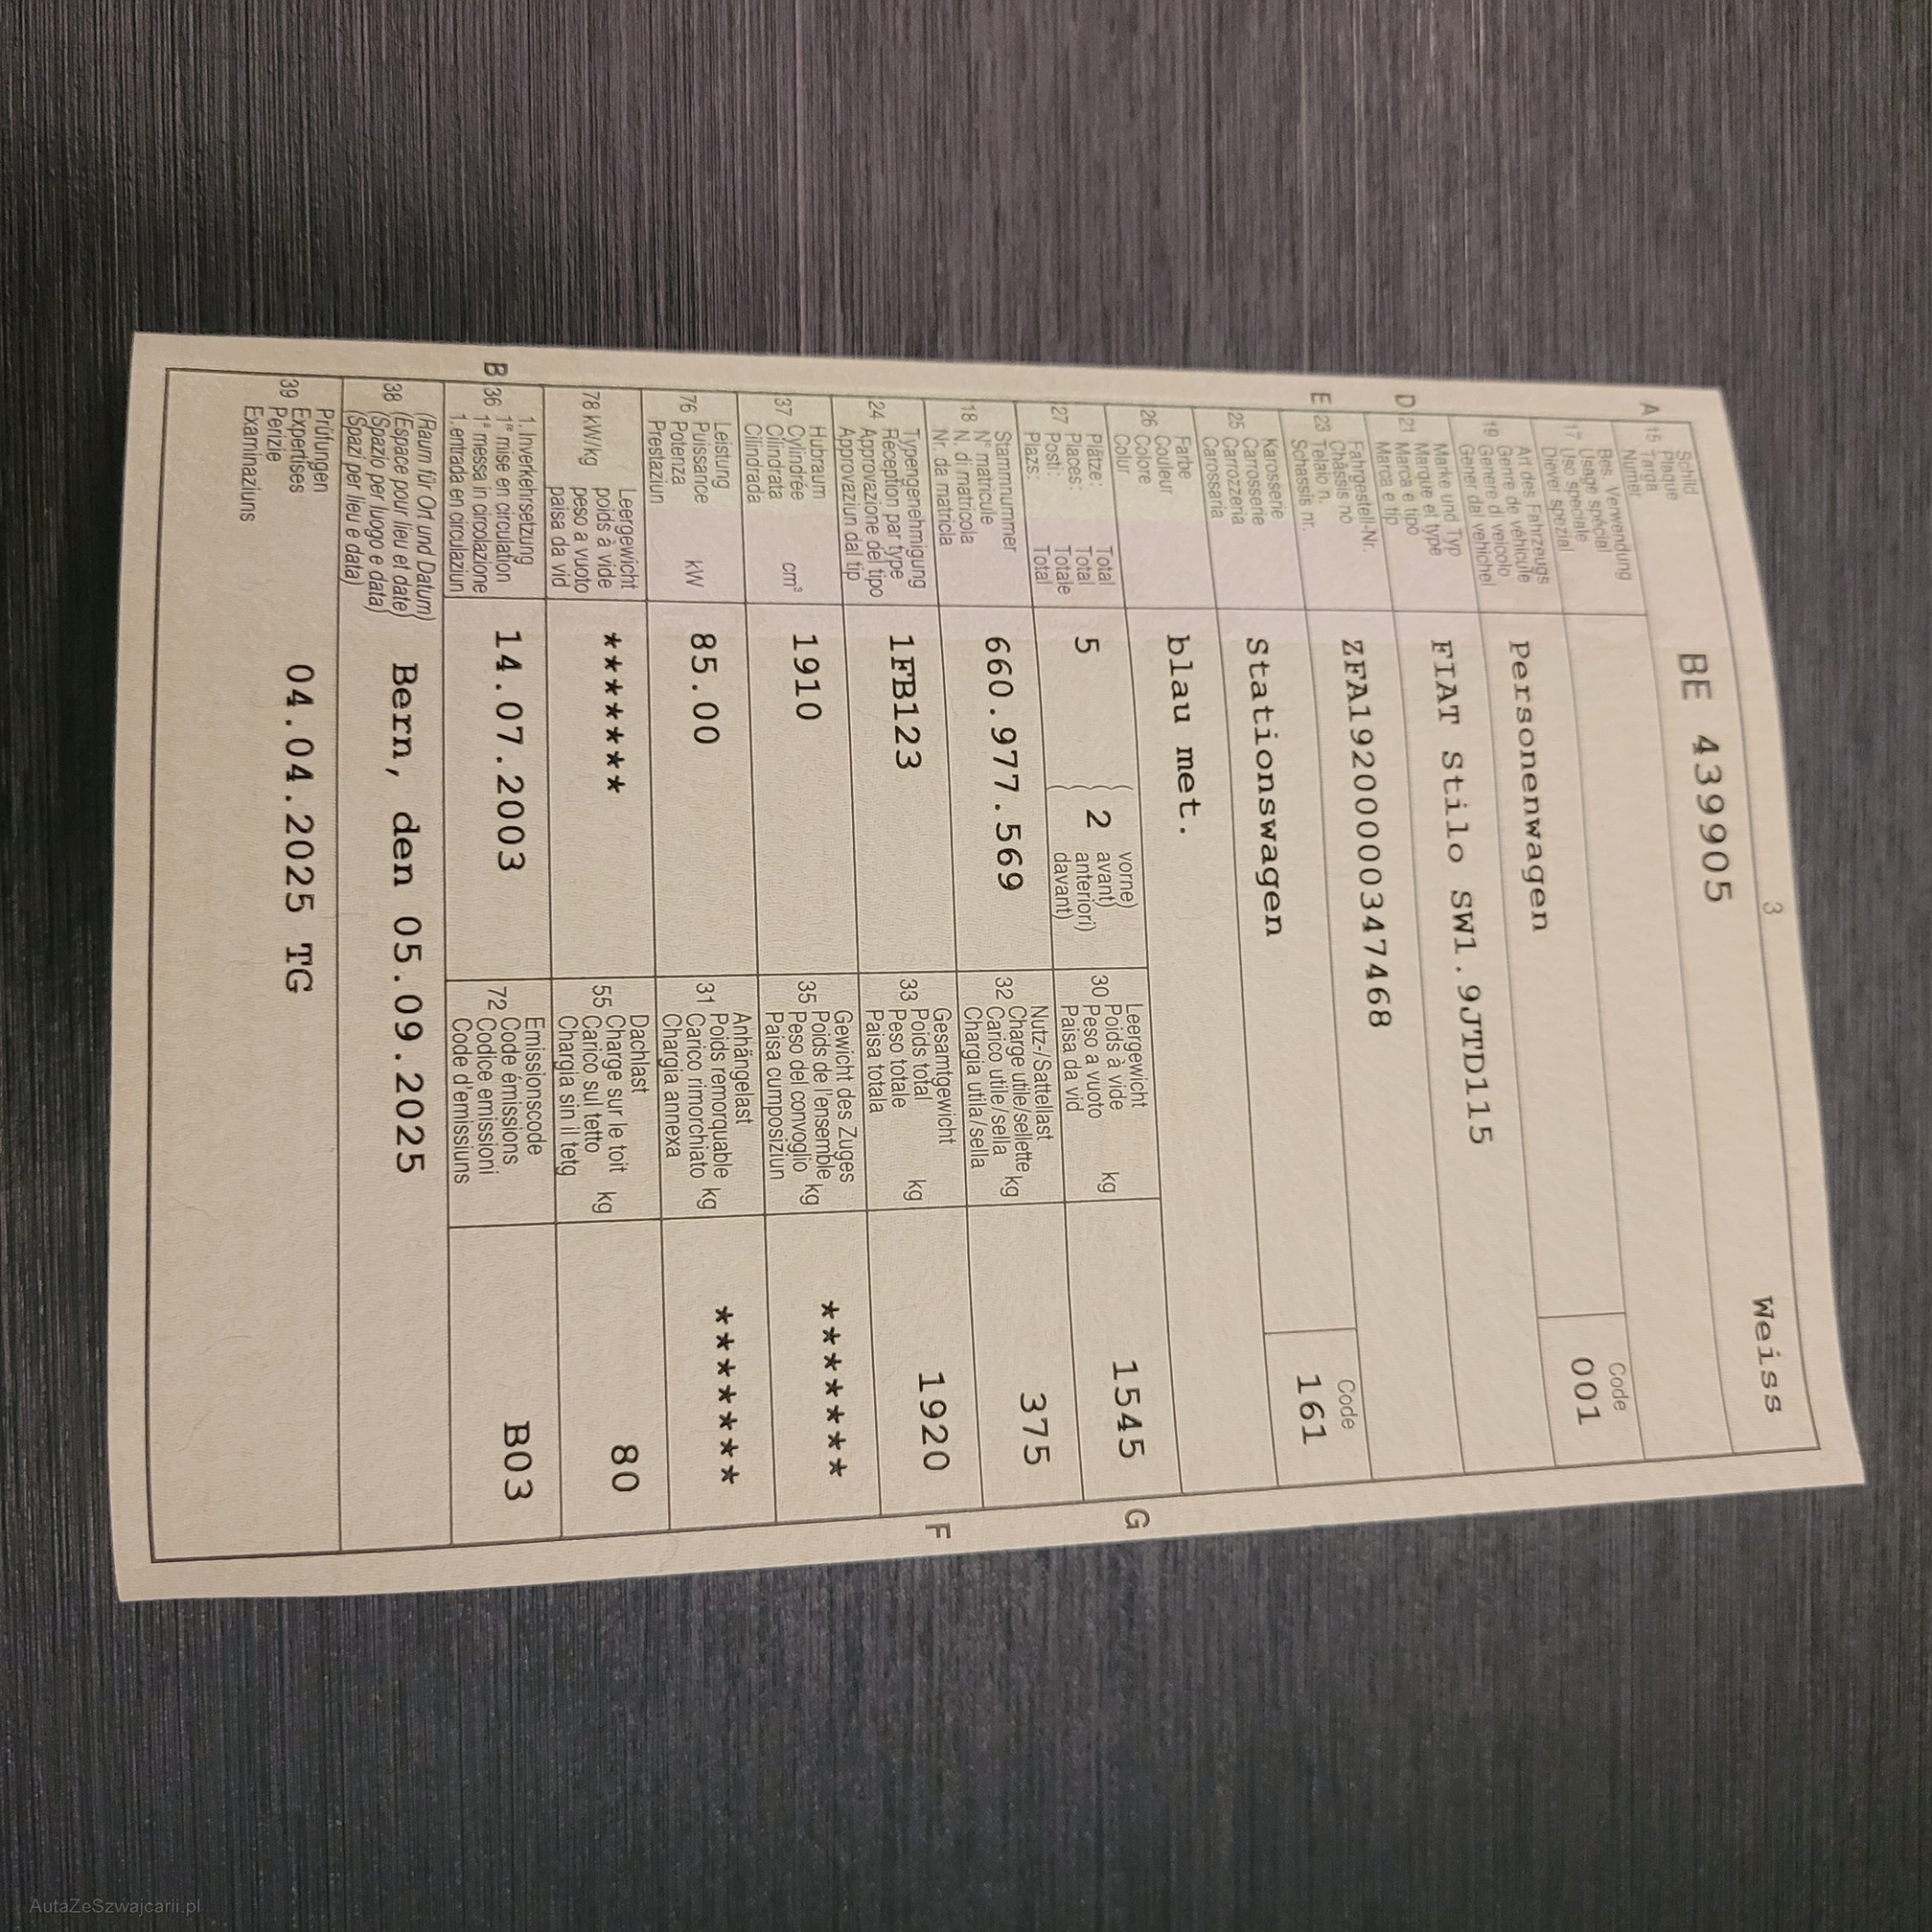 3
Weiss
Schild
Plaque
A 15 Targa
Numer
BE 439905
Bes. Verwendung
Usage spécial
17 Uso speciale
Diever spezial
Code
001
Art des Fahrzeugs
Genre de véhicule
19 Genere di veicolo
Gener dal vehichel
Personenwagen
Marke und Typ
Marque et type
D 21 Marca e tipo
Marca e tip
FIAT Stilo SW1.9JTD115
Fahrgestell-Nr.
Châssis no
E 23 Telaio n.
Schassis nr.
ZFA19200000347468
Karosserie
Carrosserie
25 Carrozzeria
Carossaria
Stationswagen
Code
161
Farbe
Couleur
26 Colore
Colur
blau met.
Plätze: Total
Places: Total
27 Posti: Totale
Plazs: Total
5
( 2 vorne)
avant)
anteriori)
davant)
Leergewicht
Poids à vide
30 Peso a vuoto kg
Paisa da vid
1545
G
Stammnummer
N° matricule
18 N. di matricola
Nr. da matricla
660.977.569
Nutz-/Sattellast
Charge utile/sellette
32 Carico utile/sella kg
Chargia utila/sella
375
Typengenehmigung
Réception par type
24 Approvazione del tipo
Approvaziun dal tip
1FB123
Gesamtgewicht
Poids total
33 Peso totale kg
Paisa totala
1920
F
Hubraum
Cylindrée
37 Cilindrata cm³
Cilindrada
1910
Gewicht des Zuges
Poids de l'ensemble
35 Peso del convoglio kg
Paisa cumposiziun
*******
Leistung
Puissance
76 Potenza kW
Prestaziun
85.00
Anhängelast
Poids remorquable
31 Carico rimorchiato kg
Chargia annexa
*******
Leergewicht
poids à vide
78 kW/kg peso a vuoto
paisa da vid
*******
Dachlast
Charge sur le toit
55 Carico sul tetto kg
Chargia sin il tetg
80
1. Inverkehrsetzung
1re mise en circulation
B 36 1a messa in circolazione
1. entrada en circulaziun
14.07.2003
Emissionscode
Code émissions
72 Codice emissioni
Code d'emissiuns
B03
(Raum für Ort und Datum)
38 (Espace pour lieu et date)
(Spazio per luogo e data)
(Spazi per lieu e data)
Bern, den 05.09.2025
Prüfungen
39 Expertises
Perizie
Examinaziuns
04.04.2025 TG
AutaZeSzwajcarii.pl